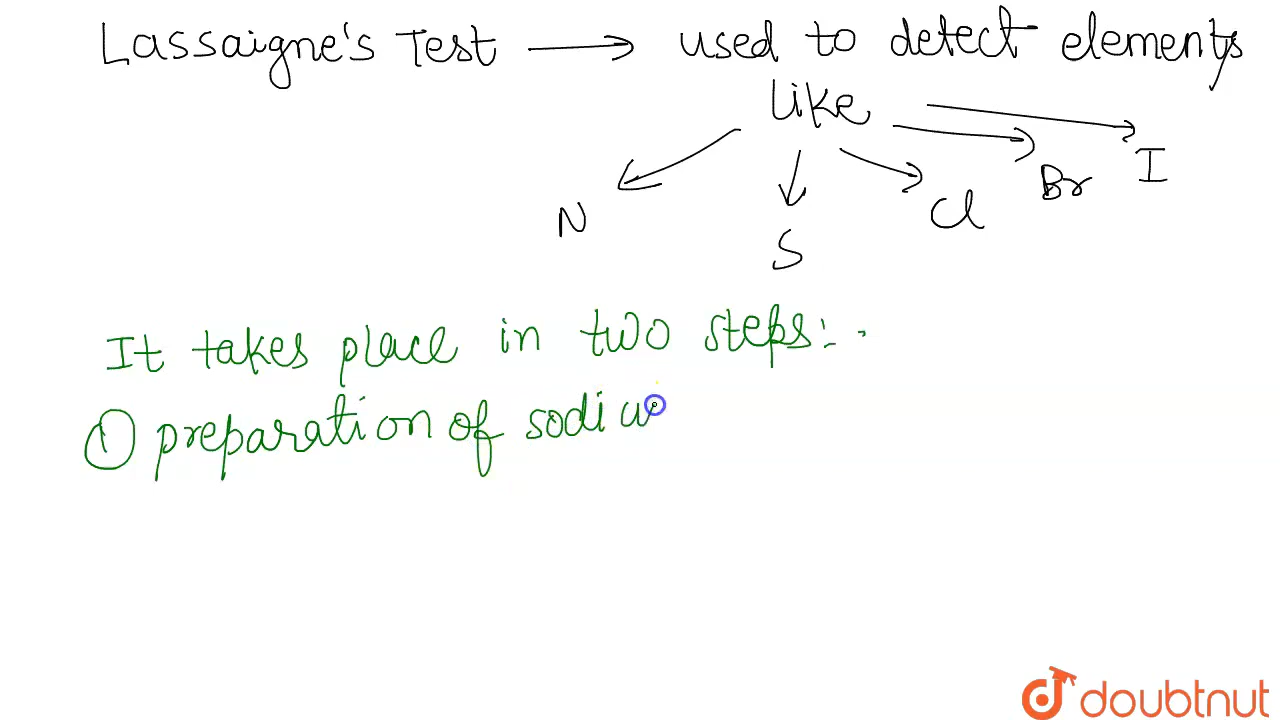 Lassaigne's Test → used to detect elements
like
N S Cl Br I
It takes place in two steps:-
① preparation of sodiu
doubtnut